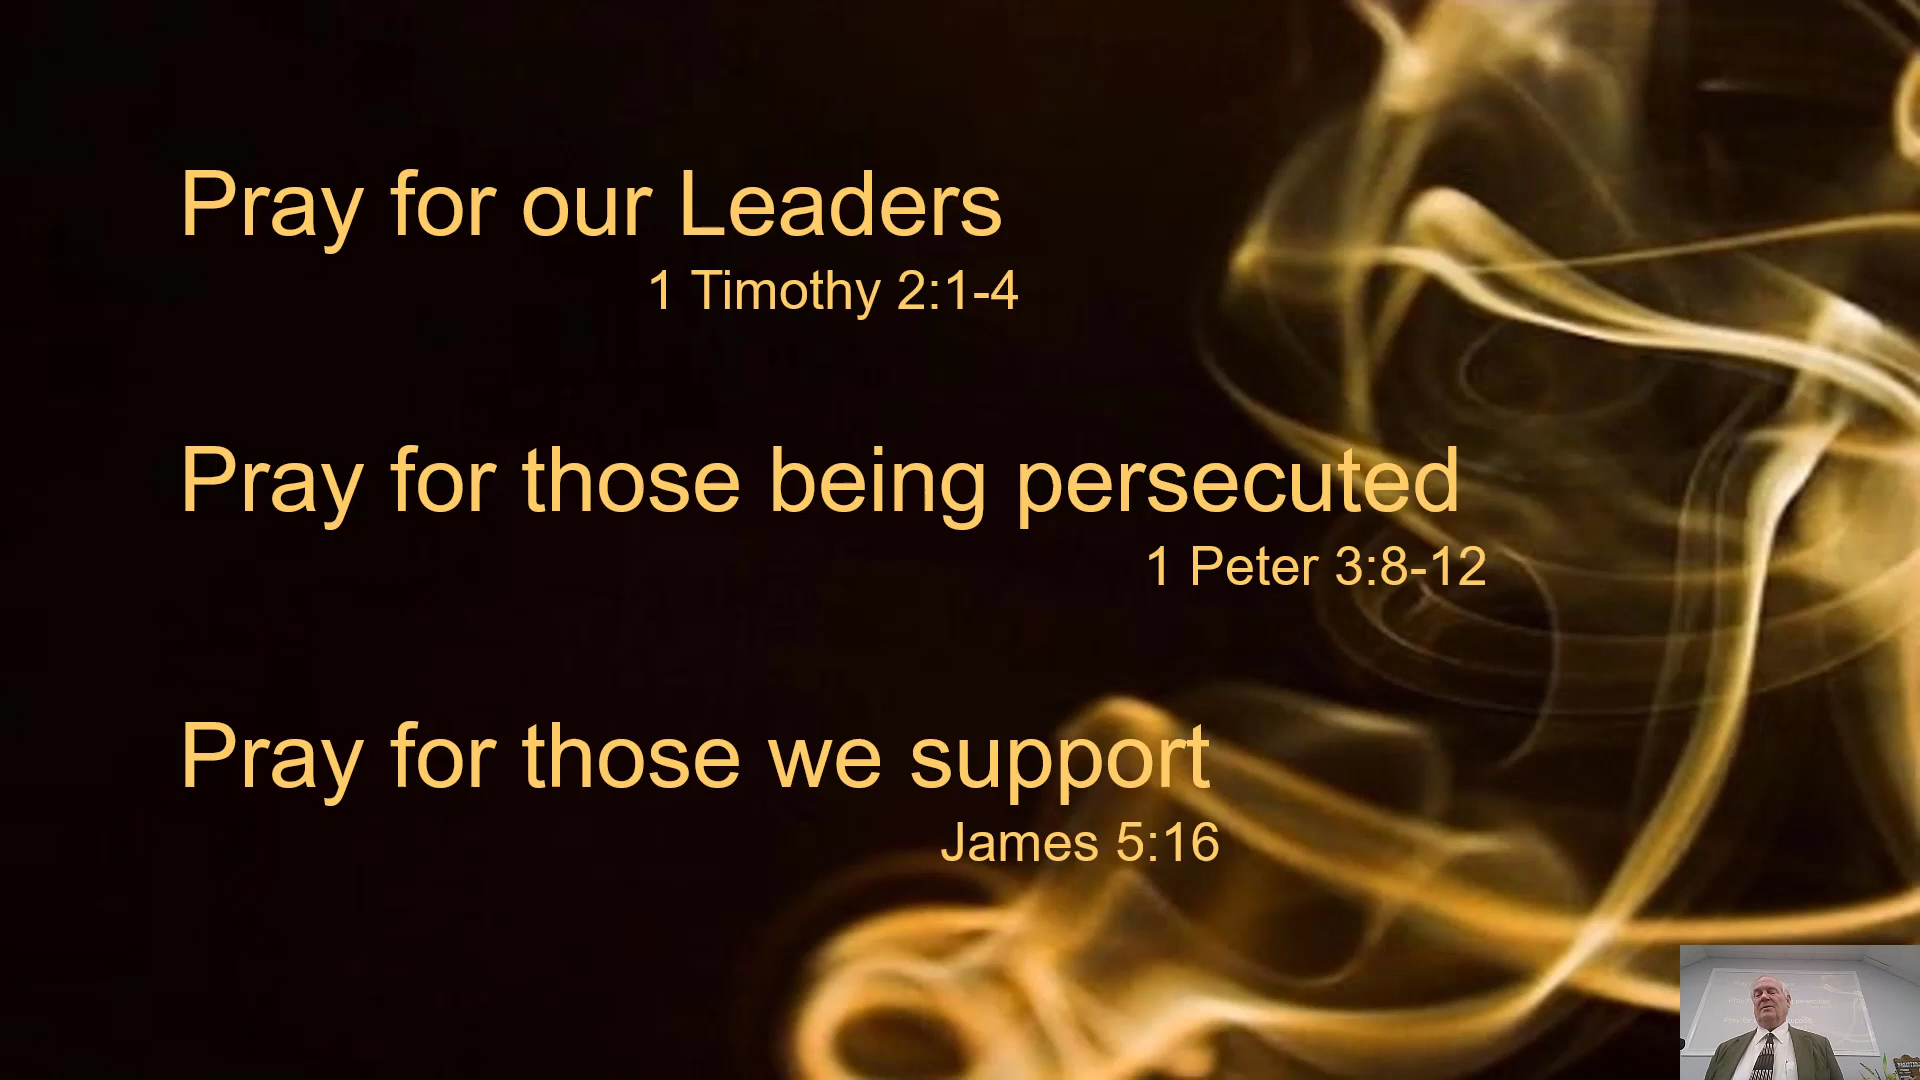 Pray for our Leaders
1 Timothy 2:1-4
Pray for those being persecuted
1 Peter 3:8-12
Pray for those we support
James 5:16